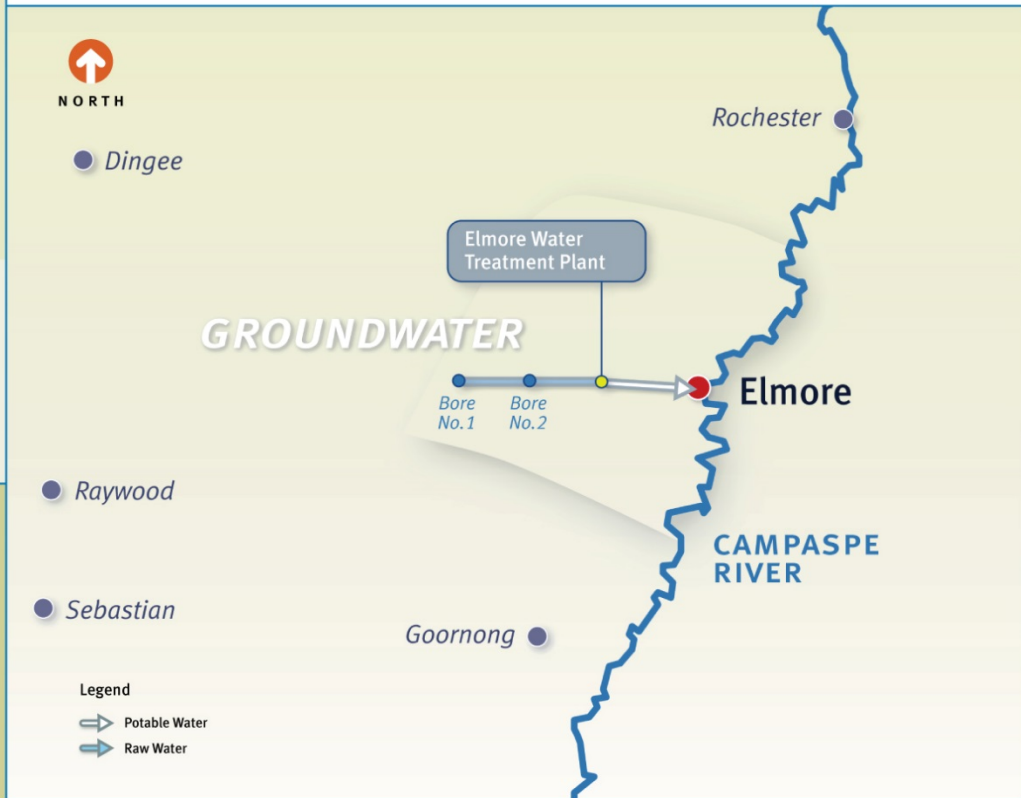 NORTH
Rochester
Dingee
Elmore Water
Treatment Plant
GROUNDWATER
Elmore
Bore
No.1
Bore
No.2
Raywood
CAMPASPE
RIVER
Sebastian
Goornong
Legend
Potable Water
Raw Water